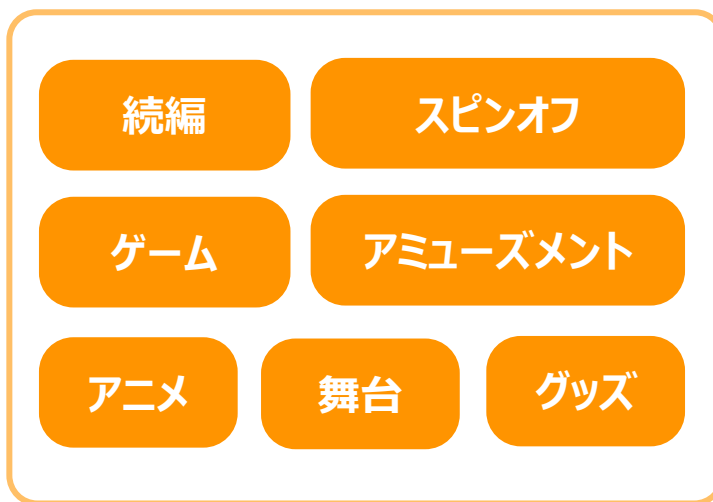 続編
スピンオフ
ゲーム
アミューズメント
アニメ
舞台
グッズ